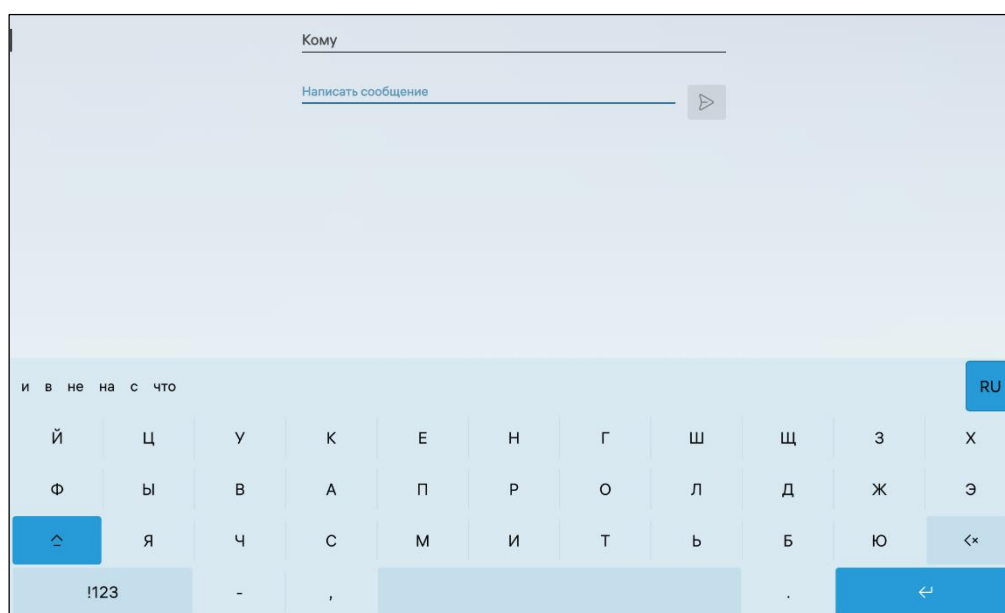 Кому
Написать сообщение
и в не на с что RU
Й Ц У К Е Н Г Ш Щ З Х
Ф Ы В А П Р О Л Д Ж Э
Я Ч С М И Т Ь Б Ю
!123 - , .